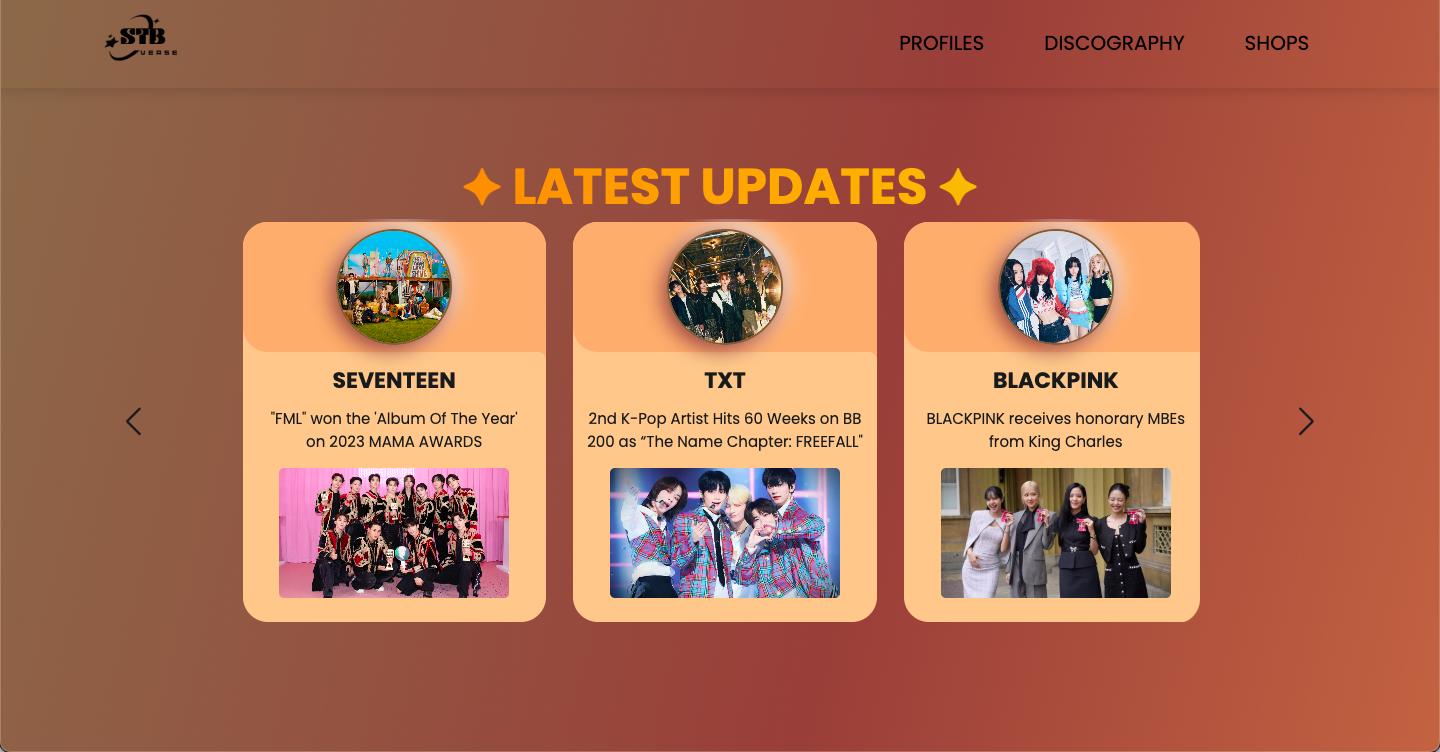 STB
VERSE
PROFILES DISCOGRAPHY SHOPS
LATEST UPDATES
SEVENTEEN
"FML" won the 'Album Of The Year'
on 2023 MAMA AWARDS
TXT
2nd K-Pop Artist Hits 60 Weeks on BB
200 as “The Name Chapter: FREEFALL"
BLACKPINK
BLACKPINK receives honorary MBEs
from King Charles